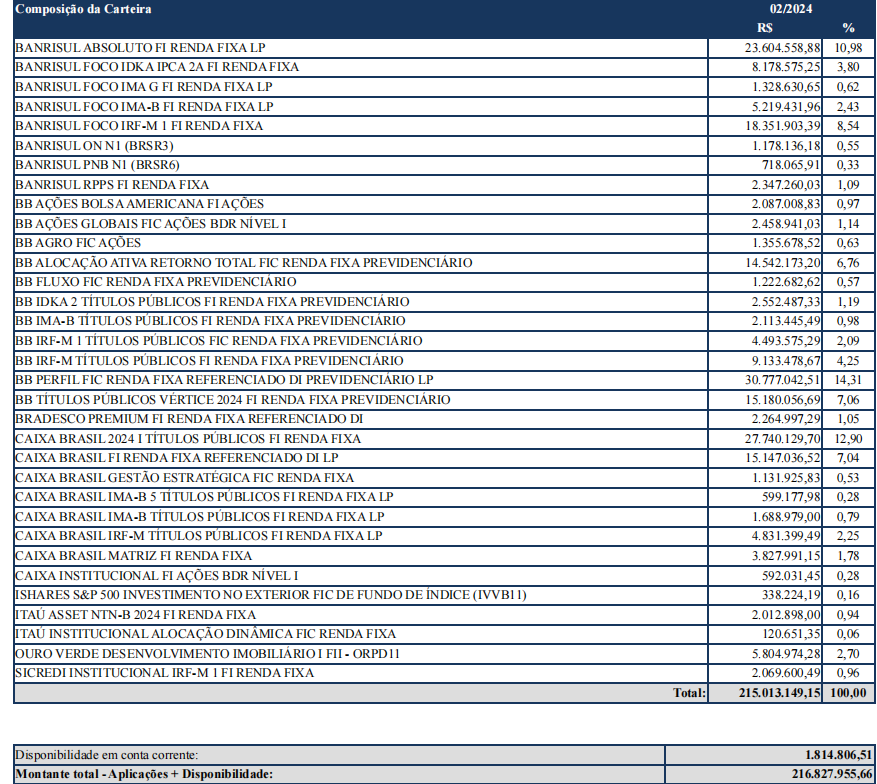 Composição da Carteira 02/2024
R$ %
BANRISUL ABSOLUTO FI RENDA FIXA LP 23.604.558,88 10,98
BANRISUL FOCO IDKA IPCA 2A FI RENDA FIXA 8.178.575,25 3,80
BANRISUL FOCO IMA G FI RENDA FIXA LP 1.328.630,65 0,62
BANRISUL FOCO IMA-B FI RENDA FIXA LP 5.219.431,96 2,43
BANRISUL FOCO IRF-M 1 FI RENDA FIXA 18.351.903,39 8,54
BANRISUL ON N1 (BRSR3) 1.178.136,18 0,55
BANRISUL PNB N1 (BRSR6) 718.065,91 0,33
BANRISUL RPPS FI RENDA FIXA 2.347.260,03 1,09
BB AÇÕES BOLSA AMERICANA FI AÇÕES 2.087.008,83 0,97
BB AÇÕES GLOBAIS FIC AÇÕES BDR NÍVEL I 2.458.941,03 1,14
BB AGRO FIC AÇÕES 1.355.678,52 0,63
BB ALOCAÇÃO ATIVA RETORNO TOTAL FIC RENDA FIXA PREVIDENCIÁRIO 14.542.173,20 6,76
BB FLUXO FIC RENDA FIXA PREVIDENCIÁRIO 1.222.682,62 0,57
BB IDKA 2 TÍTULOS PÚBLICOS FI RENDA FIXA PREVIDENCIÁRIO 2.552.487,33 1,19
BB IMA-B TÍTULOS PÚBLICOS FI RENDA FIXA PREVIDENCIÁRIO 2.113.445,49 0,98
BB IRF-M 1 TÍTULOS PÚBLICOS FIC RENDA FIXA PREVIDENCIÁRIO 4.493.575,29 2,09
BB IRF-M TÍTULOS PÚBLICOS FI RENDA FIXA PREVIDENCIÁRIO 9.133.478,67 4,25
BB PERFIL FIC RENDA FIXA REFERENCIADO DI PREVIDENCIÁRIO LP 30.777.042,51 14,31
BB TÍTULOS PÚBLICOS VÉRTICE 2024 FI RENDA FIXA PREVIDENCIÁRIO 15.180.056,69 7,06
BRADESCO PREMIUM FI RENDA FIXA REFERENCIADO DI 2.264.997,29 1,05
CAIXA BRASIL 2024 I TÍTULOS PÚBLICOS FI RENDA FIXA 27.740.129,70 12,90
CAIXA BRASIL FI RENDA FIXA REFERENCIADO DI LP 15.147.036,52 7,04
CAIXA BRASIL GESTÃO ESTRATÉGICA FIC RENDA FIXA 1.131.925,83 0,53
CAIXA BRASIL IMA-B 5 TÍTULOS PÚBLICOS FI RENDA FIXA LP 599.177,98 0,28
CAIXA BRASIL IMA-B TÍTULOS PÚBLICOS FI RENDA FIXA LP 1.688.979,00 0,79
CAIXA BRASIL IRF-M TÍTULOS PÚBLICOS FI RENDA FIXA LP 4.831.399,49 2,25
CAIXA BRASIL MATRIZ FI RENDA FIXA 3.827.991,15 1,78
CAIXA INSTITUCIONAL FI AÇÕES BDR NÍVEL I 592.031,45 0,28
ISHARES S&P 500 INVESTIMENTO NO EXTERIOR FIC DE FUNDO DE ÍNDICE (IVVB11) 338.224,19 0,16
ITAÚ ASSET NTN-B 2024 FI RENDA FIXA 2.012.898,00 0,94
ITAÚ INSTITUCIONAL ALOCAÇÃO DINÂMICA FIC RENDA FIXA 120.651,35 0,06
OURO VERDE DESENVOLVIMENTO IMOBILIÁRIO I FII - ORPD11 5.804.974,28 2,70
SICREDI INSTITUCIONAL IRF-M 1 FI RENDA FIXA 2.069.600,49 0,96
Total: 215.013.149,15 100,00
Disponibilidade em conta corrente: 1.814.806,51
Montante total - Aplicações + Disponibilidade: 216.827.955,66